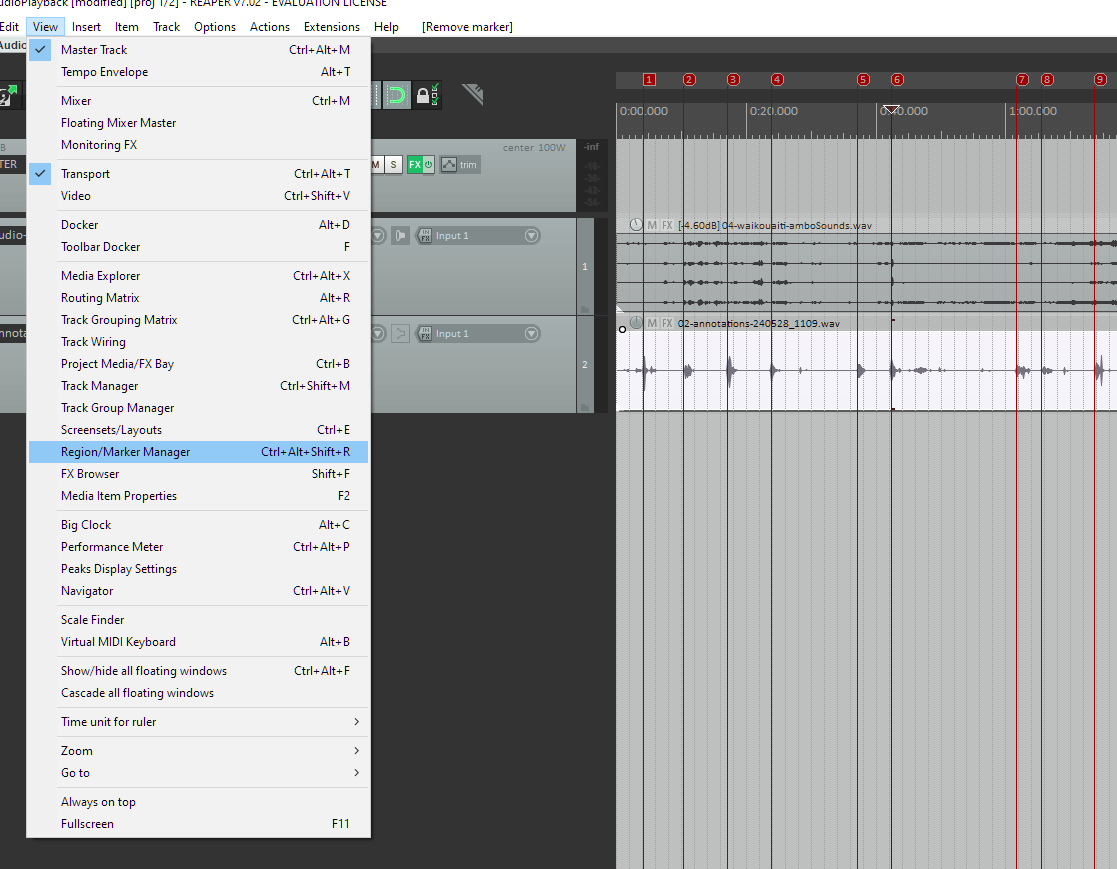 udioPlayback [modified] [proj 1/2] - REAPER v7.02 - EVALUATION LICENSE
Edit View Insert Item Track Options Actions Extensions Help [Remove marker]
Audio
Master Track Ctrl+Alt+M
Tempo Envelope Alt+T
Mixer Ctrl+M
Floating Mixer Master
Monitoring FX
Transport Ctrl+Alt+T
Video Ctrl+Shift+V
Docker Alt+D
Toolbar Docker F
Media Explorer Ctrl+Alt+X
Routing Matrix Alt+R
Track Grouping Matrix Ctrl+Alt+G
Track Wiring
Project Media/FX Bay Ctrl+B
Track Manager Ctrl+Shift+M
Track Group Manager
Screensets/Layouts Ctrl+E
Region/Marker Manager Ctrl+Alt+Shift+R
FX Browser Shift+F
Media Item Properties F2
Big Clock Alt+C
Performance Meter Ctrl+Alt+P
Peaks Display Settings
Navigator Ctrl+Alt+V
Scale Finder
Virtual MIDI Keyboard Alt+B
Show/hide all floating windows Ctrl+Alt+F
Cascade all floating windows
Time unit for ruler
Zoom
Go to
Always on top
Fullscreen F11
B
TER
udio-
nnota
center 100W
-inf
M S FX trim
IN FX Input 1
1
IN FX Input 1
2
1 2 3 4 5 6 7 8 9
0:00.000 0:20.000 0:40.000 1:00.000
M FX [-4.60dB] 04-waikouaiti-amboSounds.wav
M FX 02-annotations-240528_1109.wav